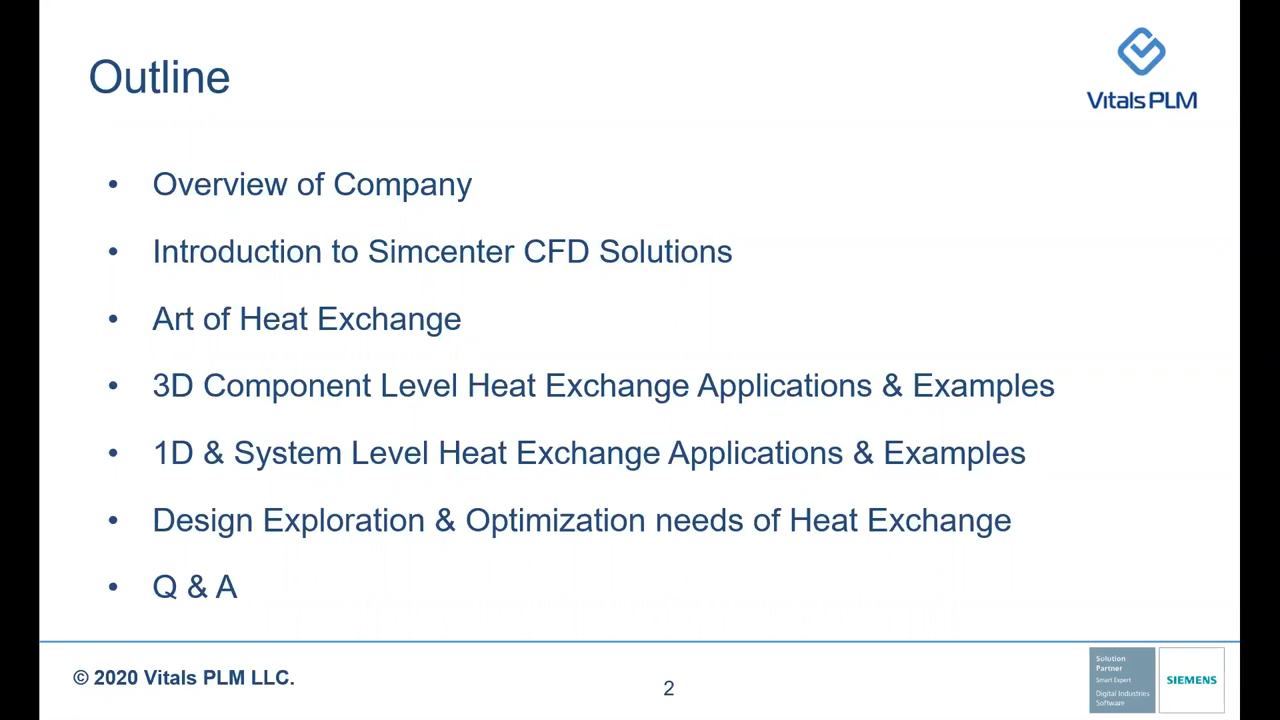 Outline
Vitals PLM
• Overview of Company
• Introduction to Simcenter CFD Solutions
• Art of Heat Exchange
• 3D Component Level Heat Exchange Applications & Examples
• 1D & System Level Heat Exchange Applications & Examples
• Design Exploration & Optimization needs of Heat Exchange
• Q & A
© 2020 Vitals PLM LLC.
2
Solution
Partner
Smart Expert
Digital Industries
Software
SIEMENS